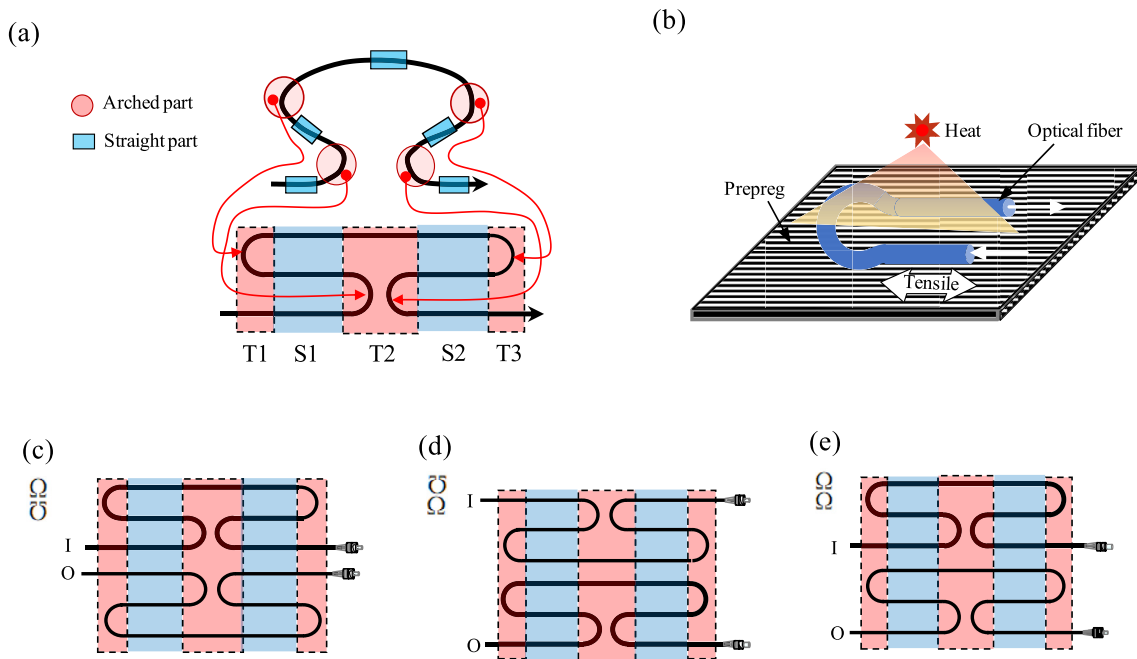 (a)
Arched part
Straight part
T1 S1 T2 S2 T3
(b)
Heat
Optical fiber
Prepreg
Tensile
(c)
Ω
℧
I
O
(d)
℧
Ω
I
O
(e)
Ω
Ω
I
O